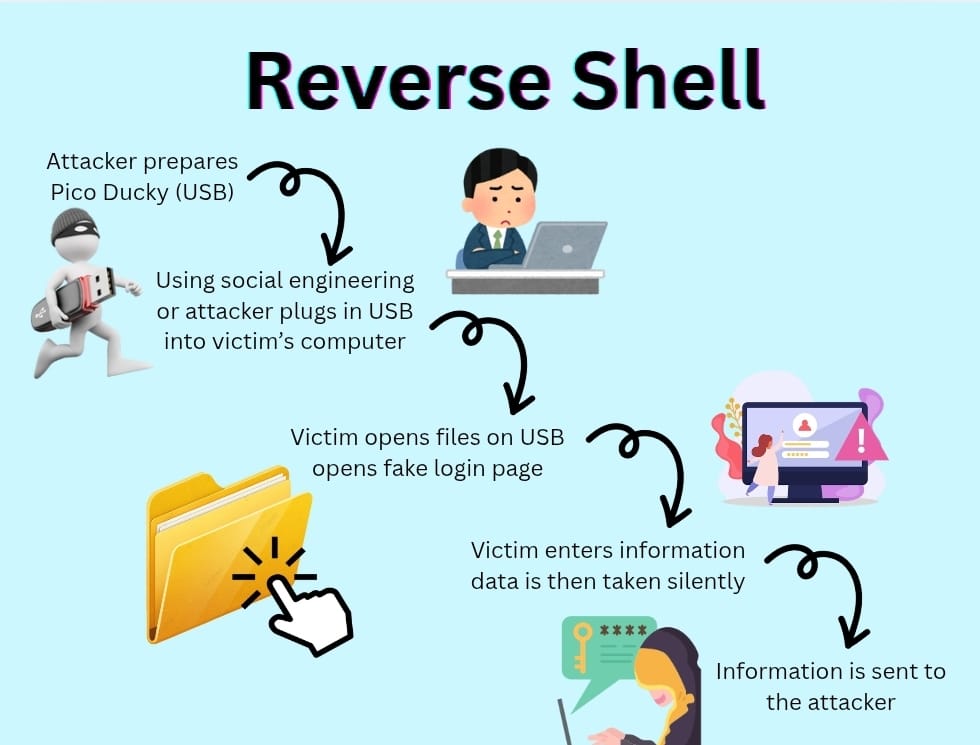 Reverse Shell
Attacker prepares
Pico Ducky (USB)
Using social engineering
or attacker plugs in USB
into victim's computer
Victim opens files on USB
opens fake login page
Victim enters information
data is then taken silently
Information is sent to
the attacker